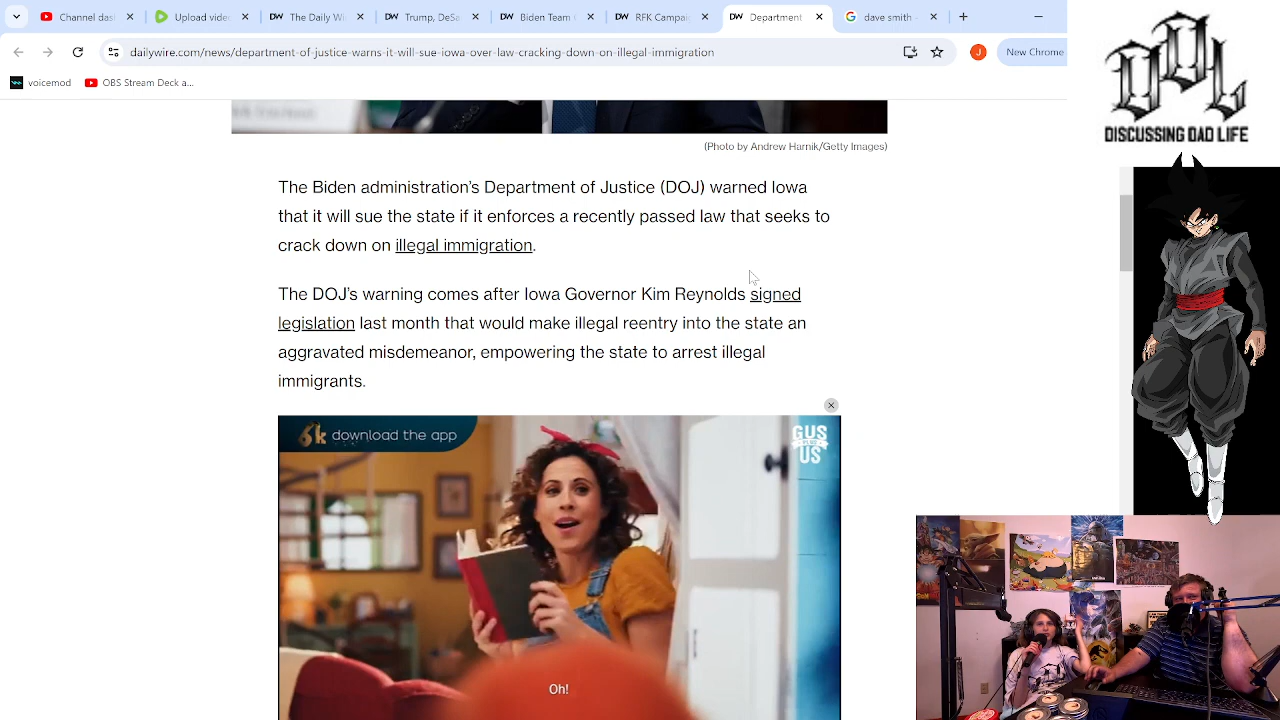 Channel das
Upload vide
The Daily Wi
Trump, DeSa
Biden Team
RFK Campai
Department
dave smith -
dailywire.com/news/department-of-justice-warns-it-will-sue-iowa-over-law-cracking-down-on-illegal-immigration
J
New Chrome
voicemod
OBS Stream Deck a...
DDL
DISCUSSING DAD LIFE
(Photo by Andrew Harnik/Getty Images)
The Biden administration's Department of Justice (DOJ) warned Iowa
that it will sue the state if it enforces a recently passed law that seeks to
crack down on illegal immigration.
The DOJ's warning comes after Iowa Governor Kim Reynolds signed
legislation last month that would make illegal reentry into the state an
aggravated misdemeanor, empowering the state to arrest illegal
immigrants.
download the app
GUS
PLUS
US
Oh!